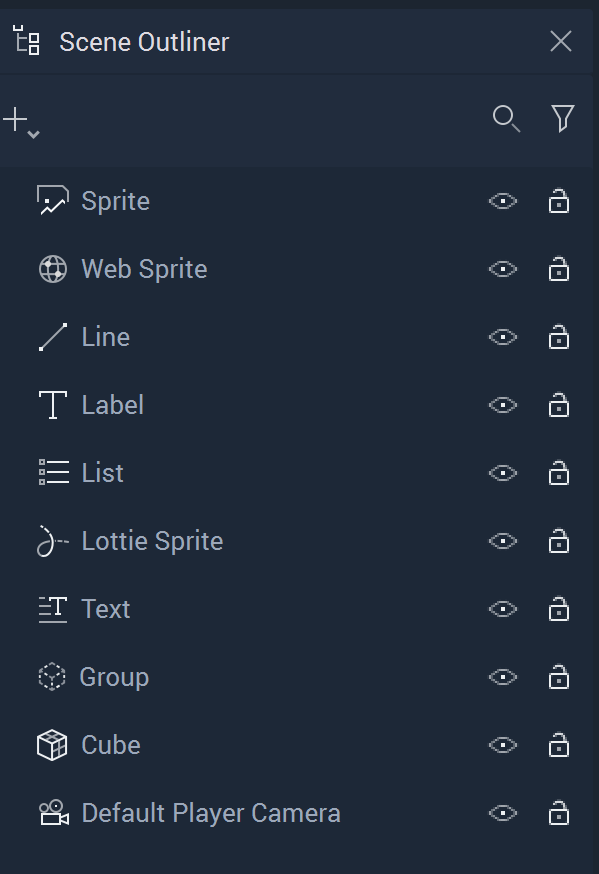 Scene Outliner
Sprite
Web Sprite
Line
Label
List
Lottie Sprite
Text
Group
Cube
Default Player Camera